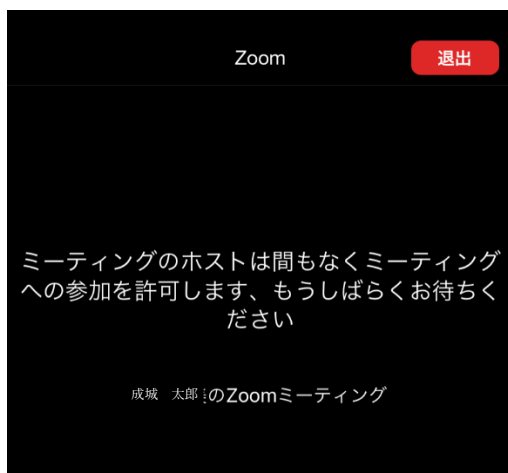 Zoom
退出
ミーティングのホストは間もなくミーティング
への参加を許可します、もうしばらくお待ちく
ださい
成城　太郎 のZoomミーティング